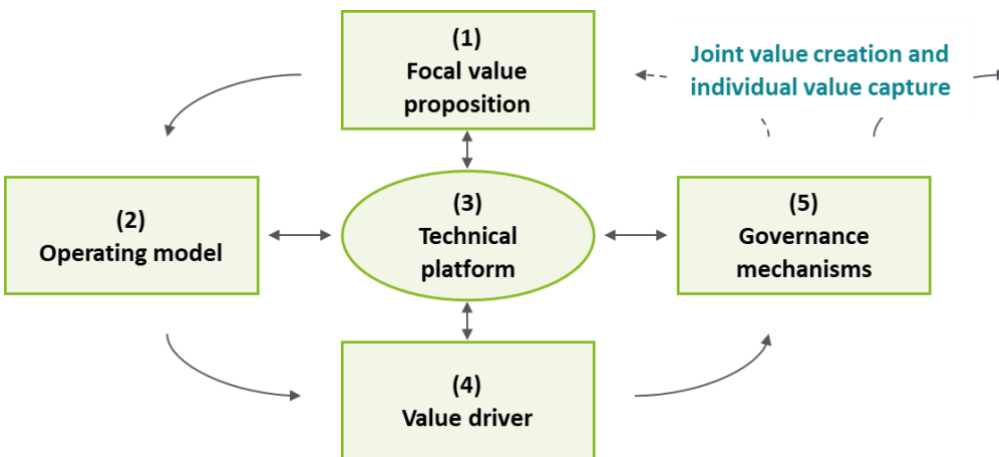 (1)
Focal value
proposition
Joint value creation and
individual value capture
(2)
Operating model
(3)
Technical
platform
(5)
Governance
mechanisms
(4)
Value driver